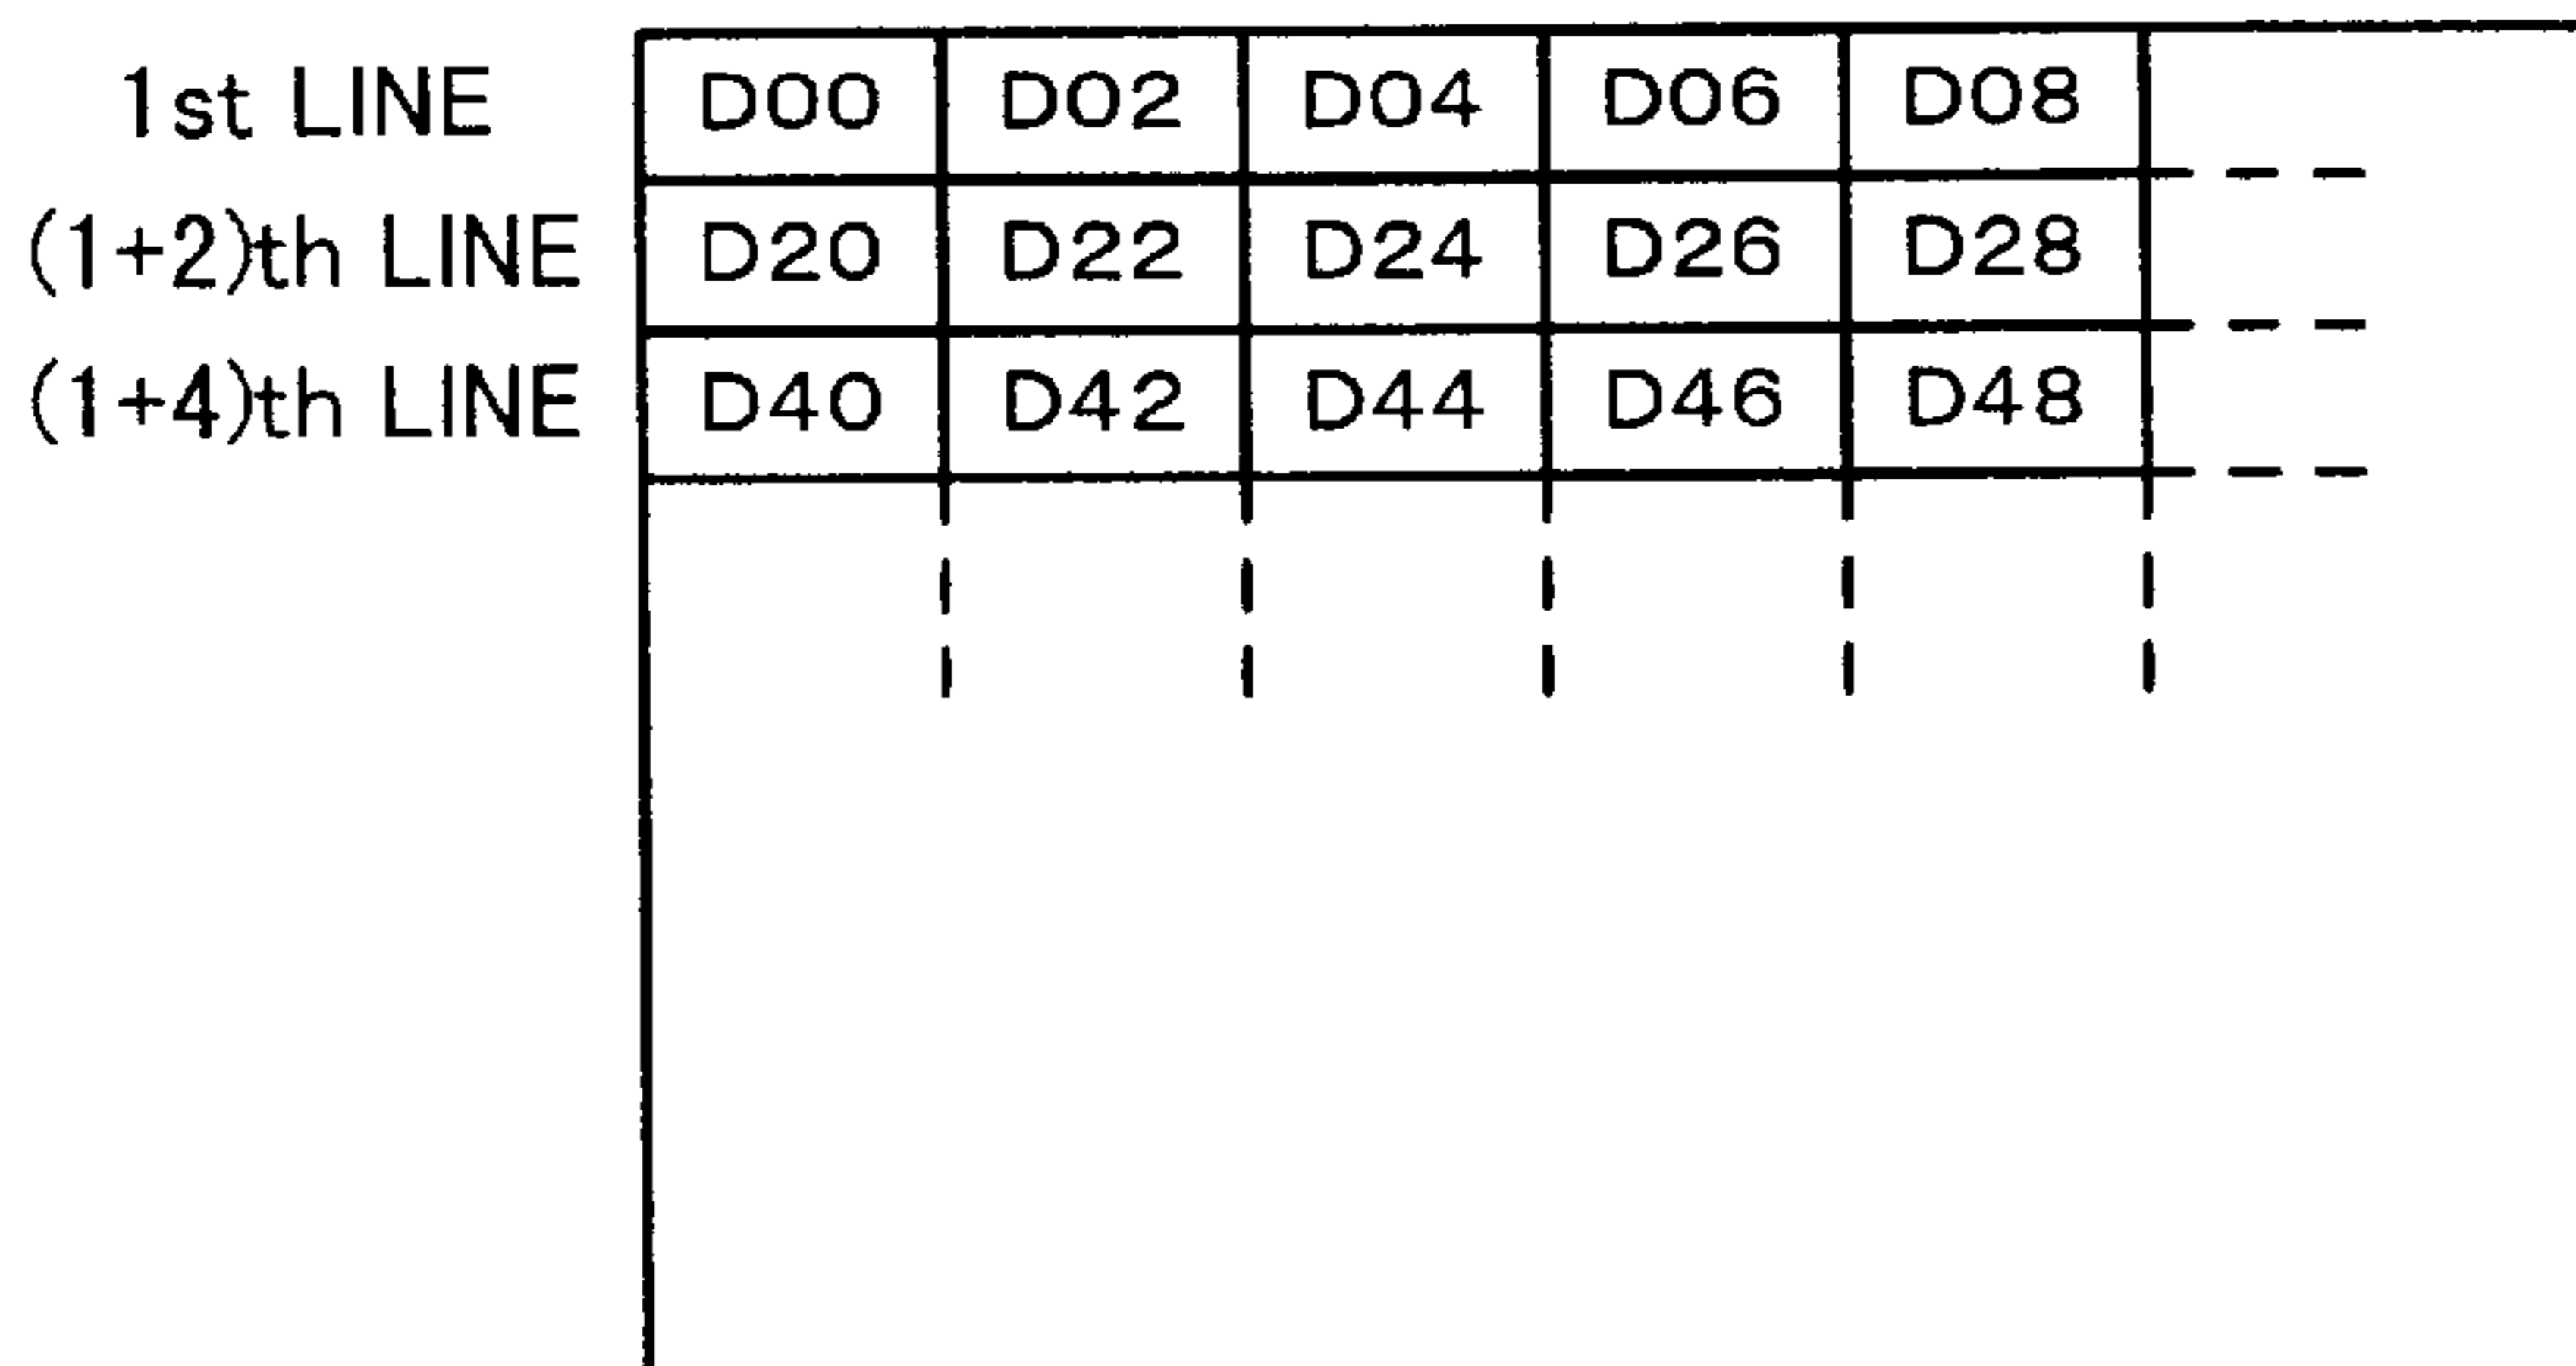 1st LINE D00 D02 D04 D06 D08
(1+2)th LINE D20 D22 D24 D26 D28
(1+4)th LINE D40 D42 D44 D46 D48